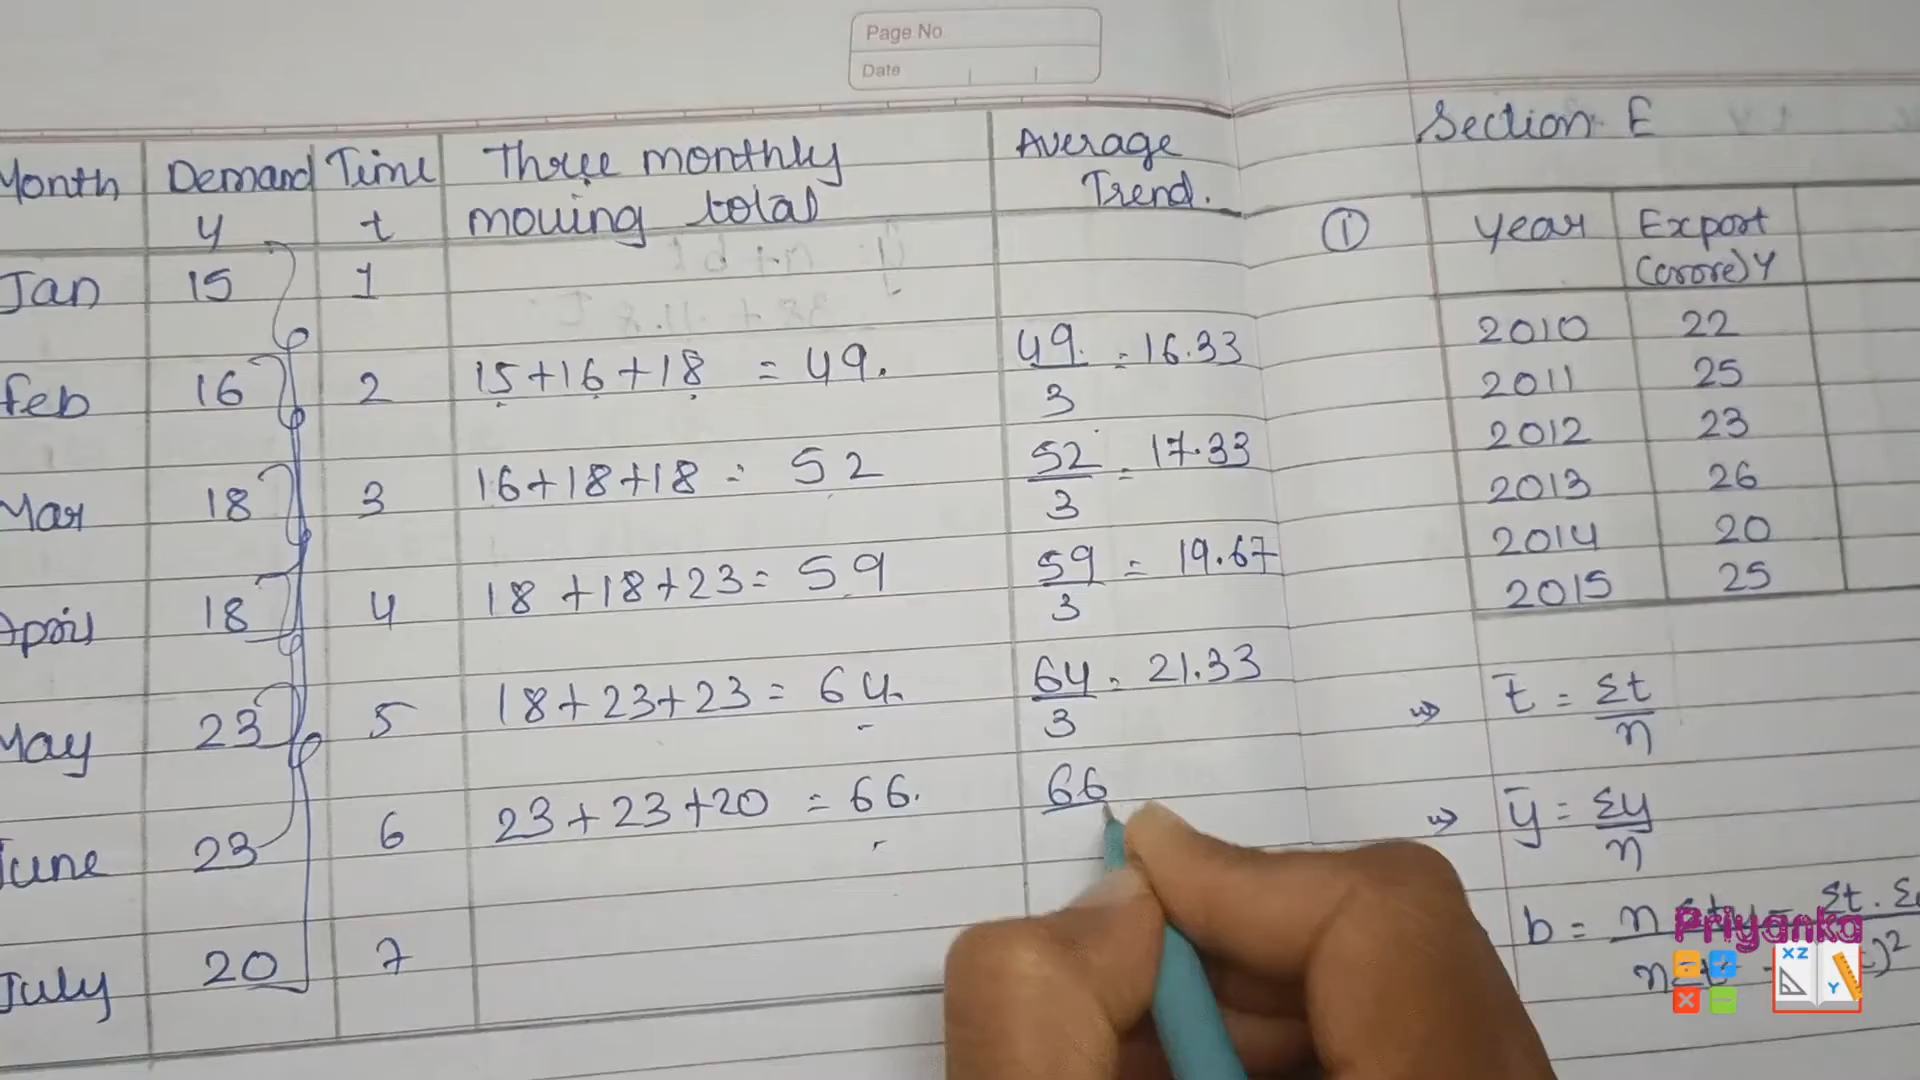 Page No
Date
Month Demand y Time t Three monthly moving total Average Trend.
Jan 15 1
Feb 16 2 15+16+18 = 49. 49/3 = 16.33
Mar 18 3 16+18+18 = 52 52/3 = 17.33
April 18 4 18+18+23 = 59 59/3 = 19.67
May 23 5 18+23+23 = 64. 64/3 = 21.33
June 23 6 23+23+20 = 66. 66
July 20 7
Section E
①
Year Export (crore) Y
2010 22
2011 25
2012 23
2013 26
2014 20
2015 25
t̄ = Σt/n
ȳ = Σy/n
b = n
Σt . Σ
)²
Priyanka
XZ
Y